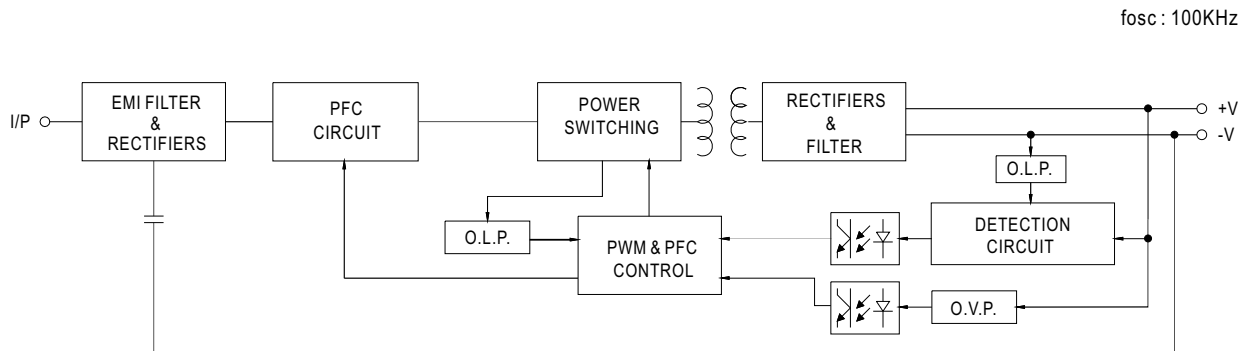 fosc : 100KHz
I/P
EMI FILTER
&
RECTIFIERS
PFC
CIRCUIT
POWER
SWITCHING
RECTIFIERS
&
FILTER
+V
-V
O.L.P.
O.L.P.
PWM & PFC
CONTROL
DETECTION
CIRCUIT
O.V.P.